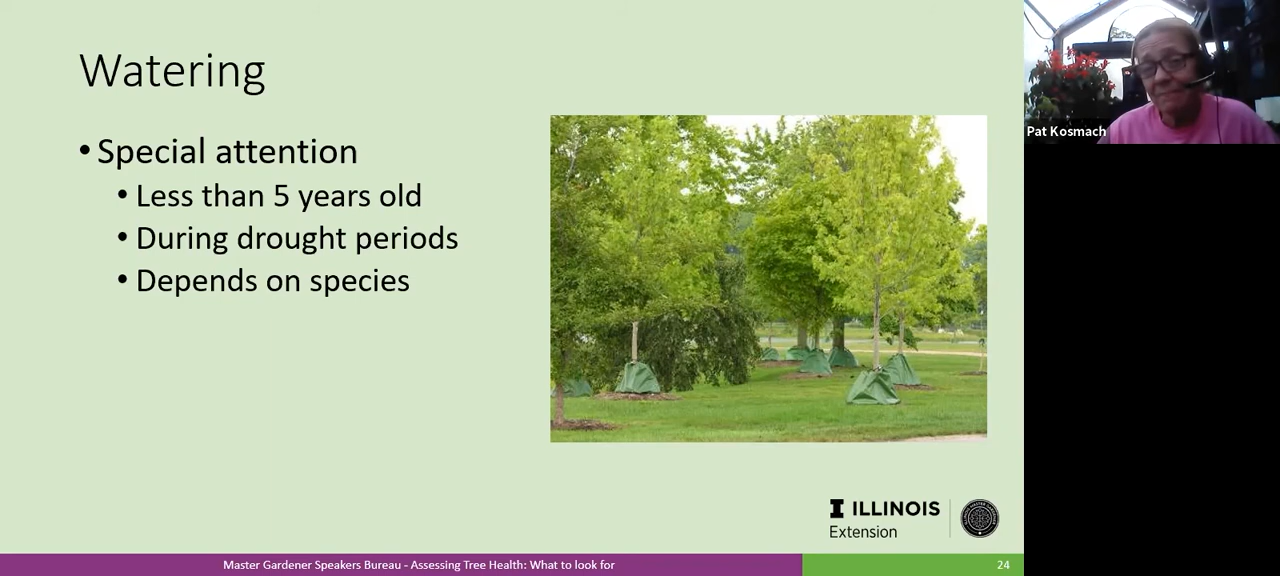 Watering
• Special attention
• Less than 5 years old
• During drought periods
• Depends on species
Pat Kosmach
ILLINOIS
Extension
Master Gardener Speakers Bureau - Assessing Tree Health: What to look for
24